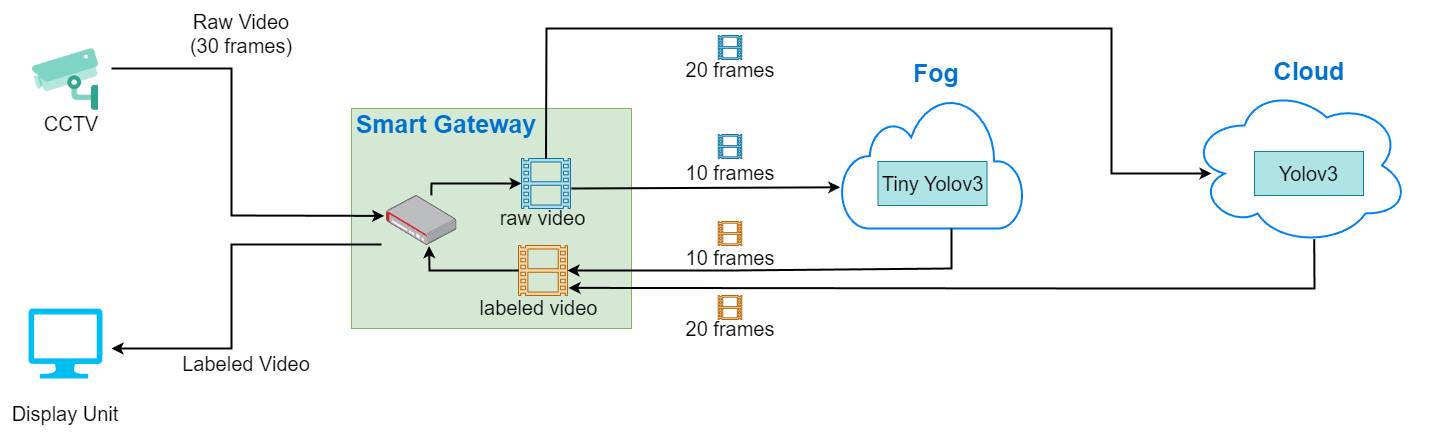 Raw Video
(30 frames)
CCTV
20 frames
Fog
Cloud
Smart Gateway
10 frames
Tiny Yolov3
Yolov3
raw video
10 frames
labeled video
20 frames
Labeled Video
Display Unit